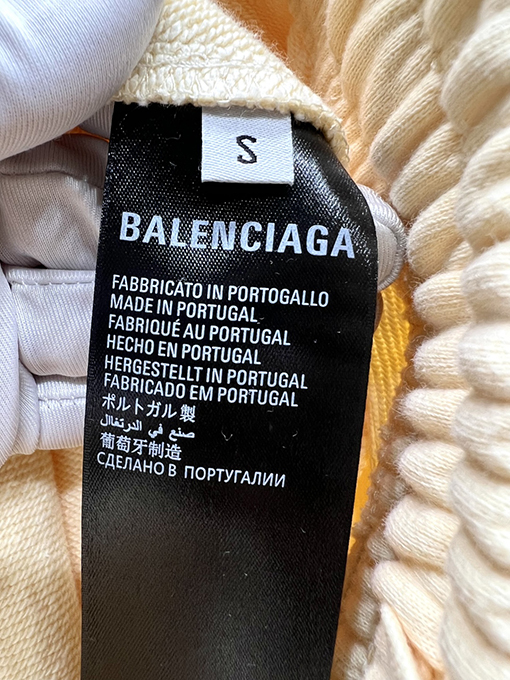 S
BALENCIAGA
FABBRICATO IN PORTOGALLO
MADE IN PORTUGAL
FABRIQUÉ AU PORTUGAL
HECHO EN PORTUGAL
HERGESTELLT IN PORTUGAL
FABRICADO EM PORTUGAL
ポルトガル製
صنع في الدرتغاال
葡萄牙制造
СДЕЛАНО В ПОРТУГАЛИИ